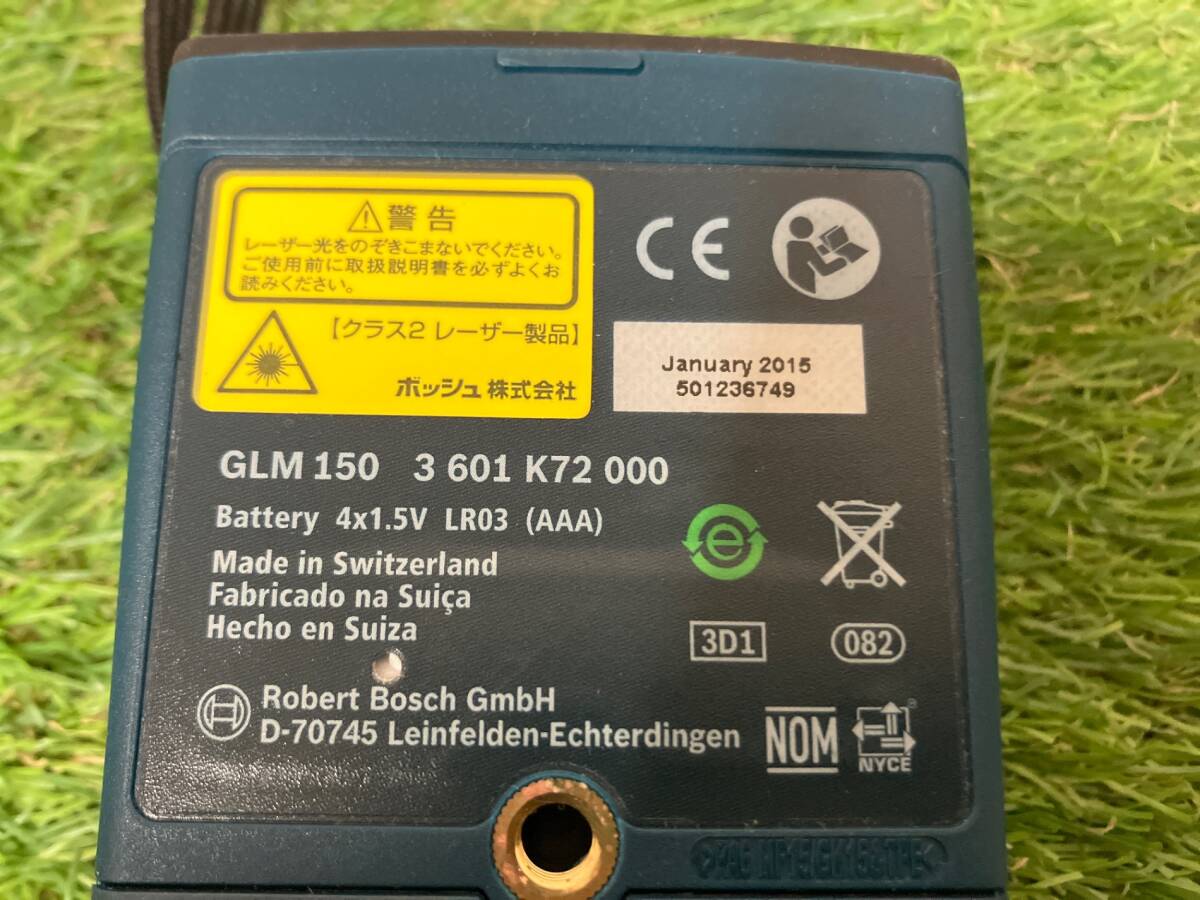 警告
レーザー光をのぞきこまないでください。
ご使用前に取扱説明書を必ずよくお
読みください。
【クラス2 レーザー製品】
ボッシュ 株式会社
CE
January 2015
501236749
GLM 150 3 601 K72 000
Battery 4x1.5V LR03 (AAA)
e
Made in Switzerland
Fabricado na Suiça
Hecho en Suiza
3D1
082
Robert Bosch GmbH
D-70745 Leinfelden-Echterdingen
NOM
NYCE